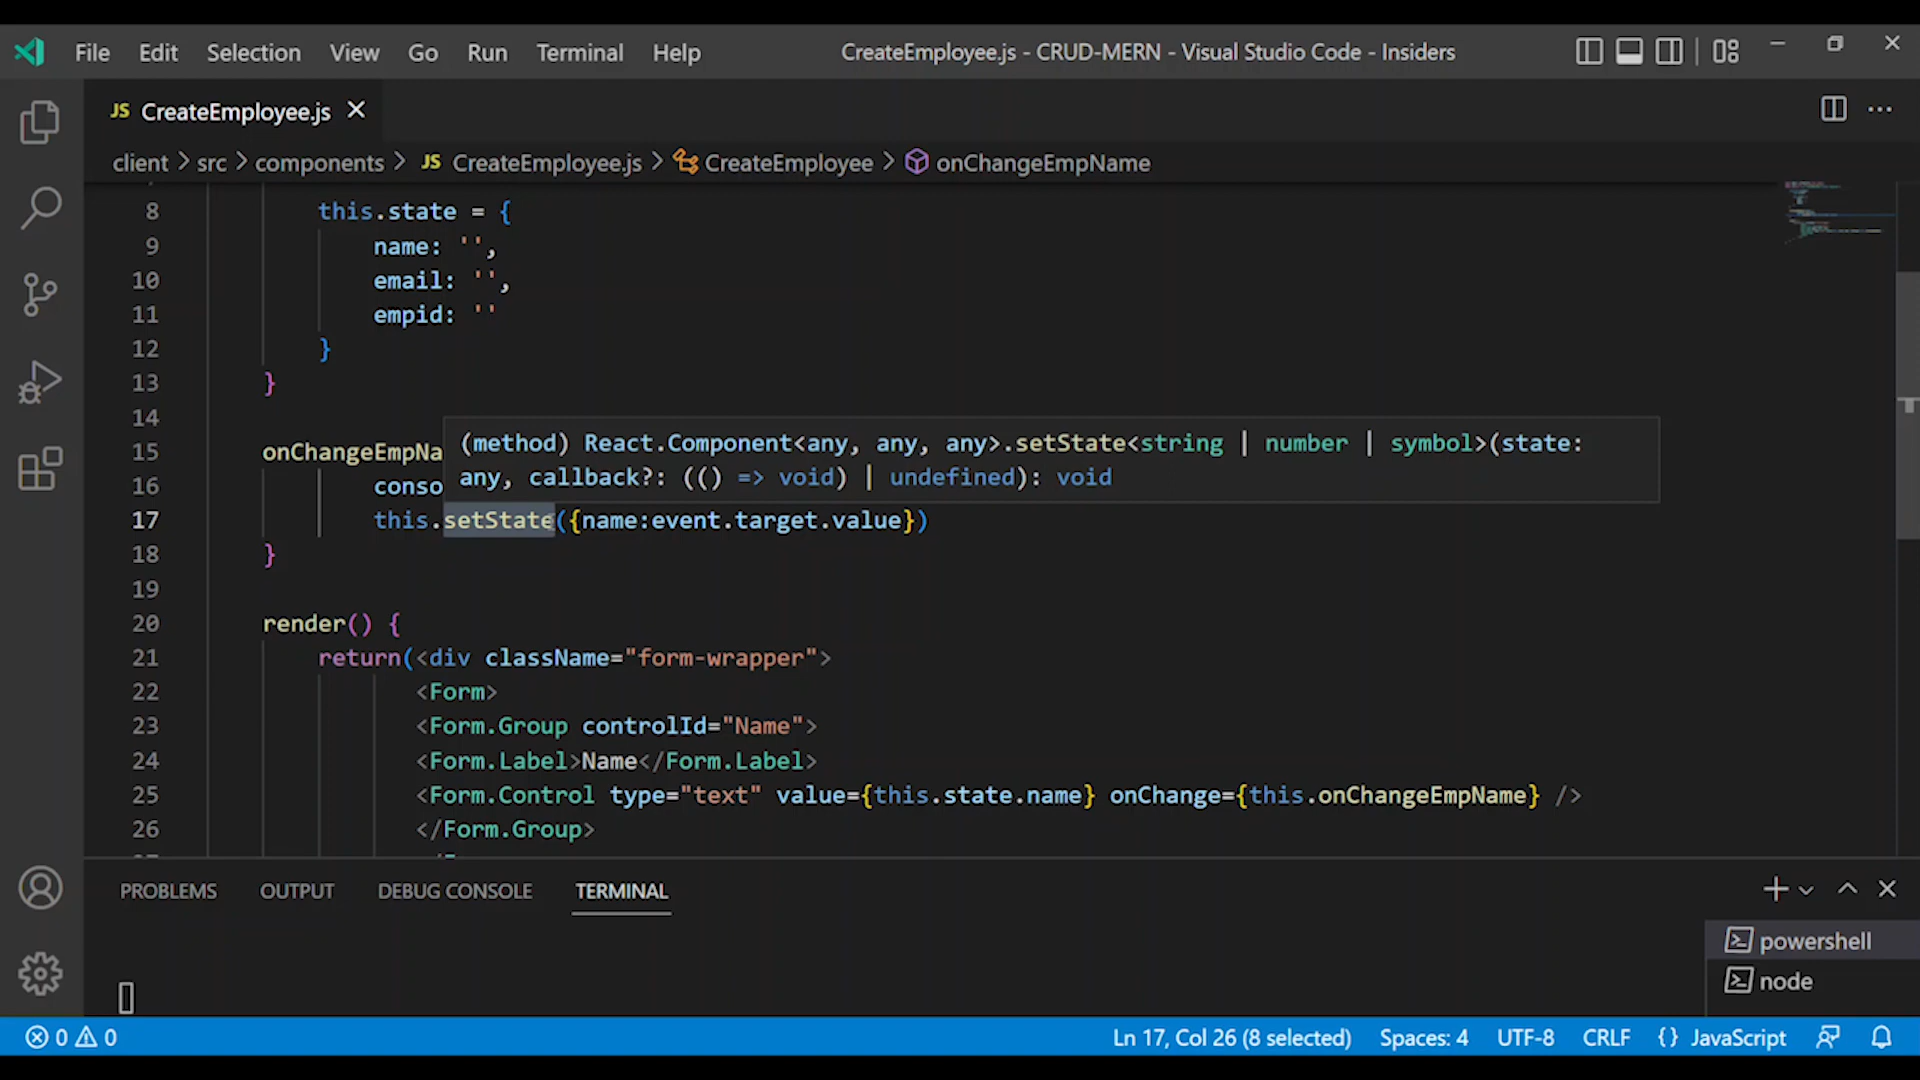 File Edit Selection View Go Run Terminal Help CreateEmployee.js - CRUD-MERN - Visual Studio Code - Insiders
JS CreateEmployee.js
client > src > components > JS CreateEmployee.js > CreateEmployee > onChangeEmpName
8 this.state = {
9 name: '',
10 email: '',
11 empid: ''
12 }
13 }
14
15 onChangeEmpNa
(method) React.Component<any, any, any>.setState<string | number | symbol>(state:
any, callback?: (() => void) | undefined): void
16 conso
17 this.setState({name:event.target.value})
18 }
19
20 render() {
21 return(<div className="form-wrapper">
22 <Form>
23 <Form.Group controlId="Name">
24 <Form.Label>Name</Form.Label>
25 <Form.Control type="text" value={this.state.name} onChange={this.onChangeEmpName} />
26 </Form.Group>
PROBLEMS OUTPUT DEBUG CONSOLE TERMINAL
powershell
node
0 0 Ln 17, Col 26 (8 selected) Spaces: 4 UTF-8 CRLF {} JavaScript